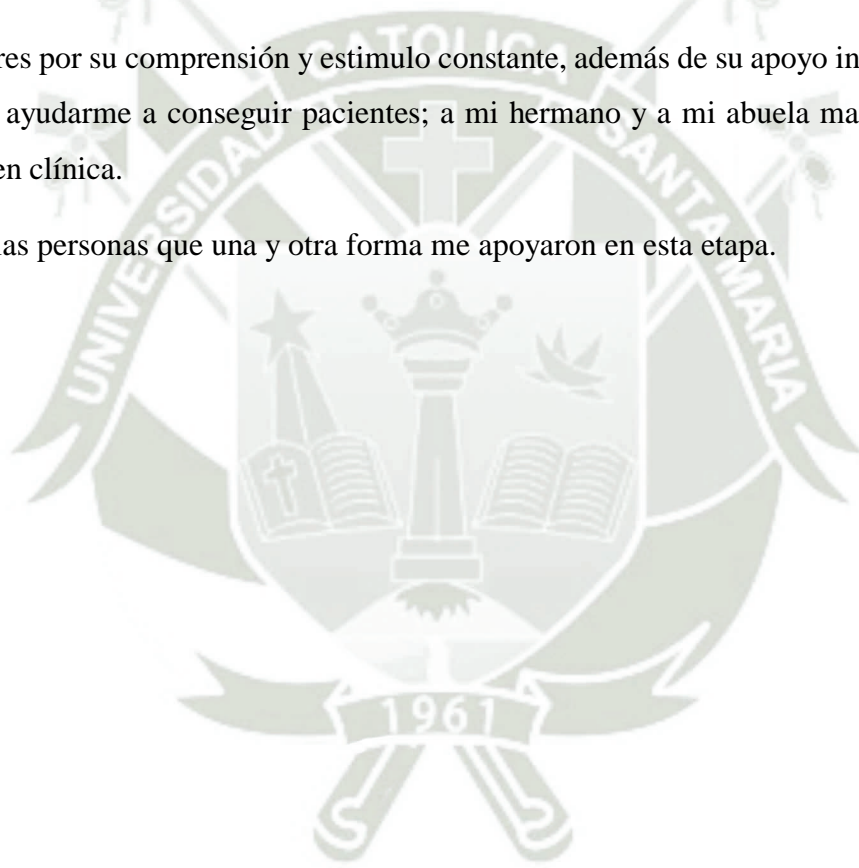 res por su comprensión y estimulo constante, además de su apoyo in
ayudarme a conseguir pacientes; a mi hermano y a mi abuela ma
en clínica.
las personas que una y otra forma me apoyaron en esta etapa.
UNIVERSIDAD CATOLICA SANTA MARIA
1961